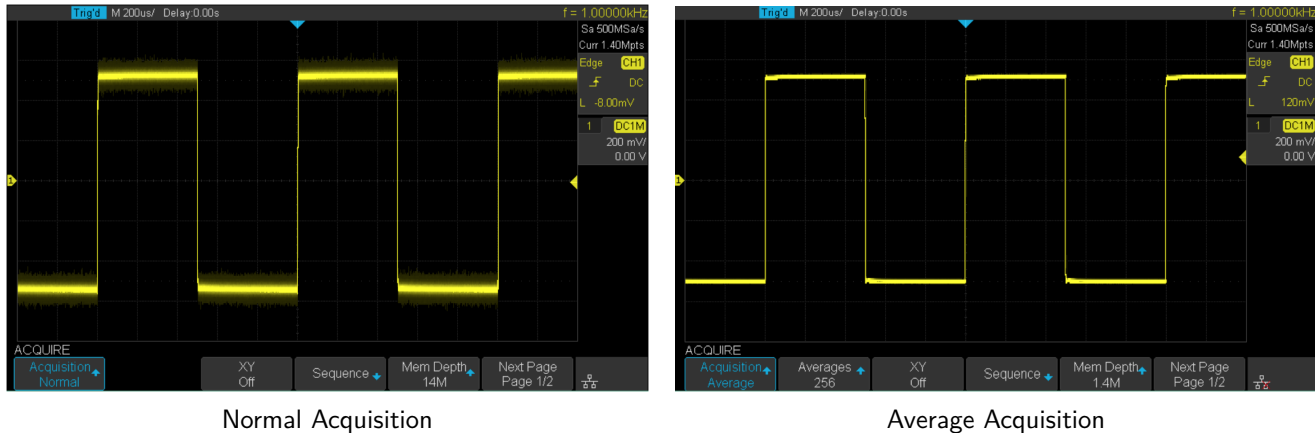 Trig'd M 200us/ Delay:0.00s f = 1.00000kHz
Sa 500MSa/s
Curr 1.40Mpts
Edge CH1
DC
L -8.00mV
1 DC1M
200 mV/
0.00 V
1
ACQUIRE
Acquisition Normal
XY Off
Sequence
Mem Depth 14M
Next Page Page 1/2
Normal Acquisition
Trig'd M 200us/ Delay:0.00s f = 1.00000kHz
Sa 500MSa/s
Curr 1.40Mpts
Edge CH1
DC
L 120mV
1 DC1M
200 mV/
0.00 V
1
ACQUIRE
Acquisition Average
Averages 256
XY Off
Sequence
Mem Depth 1.4M
Next Page Page 1/2
Average Acquisition